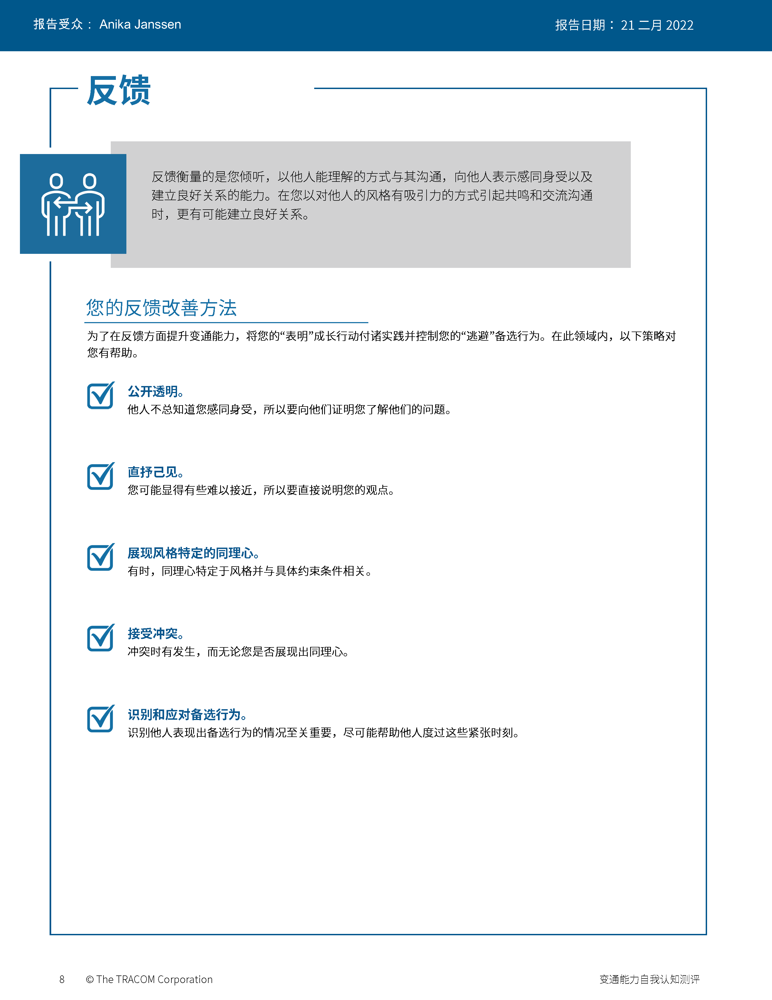 报告受众： Anika Janssen
报告日期： 21 二月 2022
反馈
反馈衡量的是您倾听，以他人能理解的方式与其沟通，向他人表示感同身受以及
建立良好关系的能力。在您以对他人的风格有吸引力的方式引起共鸣和交流沟通
时，更有可能建立良好关系。
您的反馈改善方法
为了在反馈方面提升变通能力，将您的“表明”成长行动付诸实践并控制您的“逃避”备选行为。在此领域内，以下策略对
您有帮助。
公开透明。
他人不总知道您感同身受，所以要向他们证明您了解他们的问题。
直抒己见。
您可能显得有些难以接近，所以要直接说明您的观点。
展现风格特定的同理心。
有时，同理心特定于风格并与具体约束条件相关。
接受冲突。
冲突时有发生，而无论您是否展现出同理心。
识别和应对备选行为。
识别他人表现出备选行为的情况至关重要，尽可能帮助他人度过这些紧张时刻。
8 © The TRACOM Corporation
变通能力自我认知测评